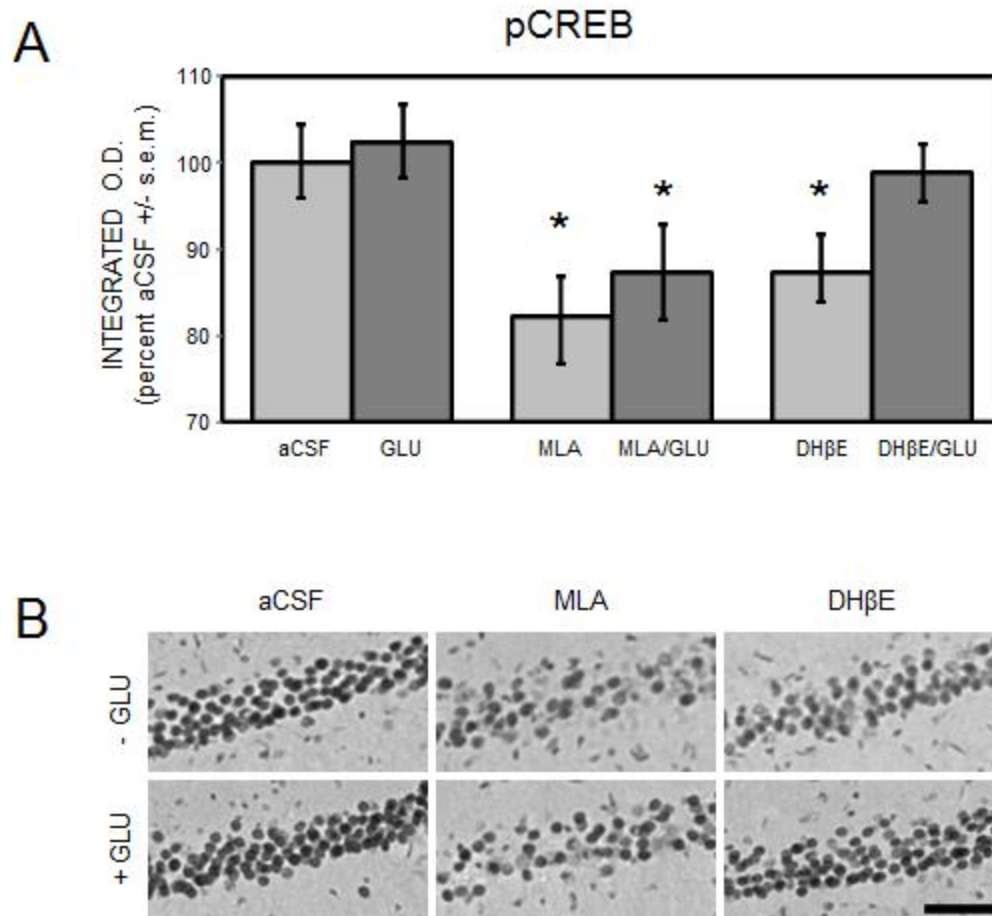 A
pCREB
INTEGRATED O.D.
(percent aCSF +/- s.e.m.)
110
100
90
80
70
*
*
*
aCSF
GLU
MLA
MLA/GLU
DHβE
DHβE/GLU
B
aCSF
MLA
DHβE
- GLU
+ GLU